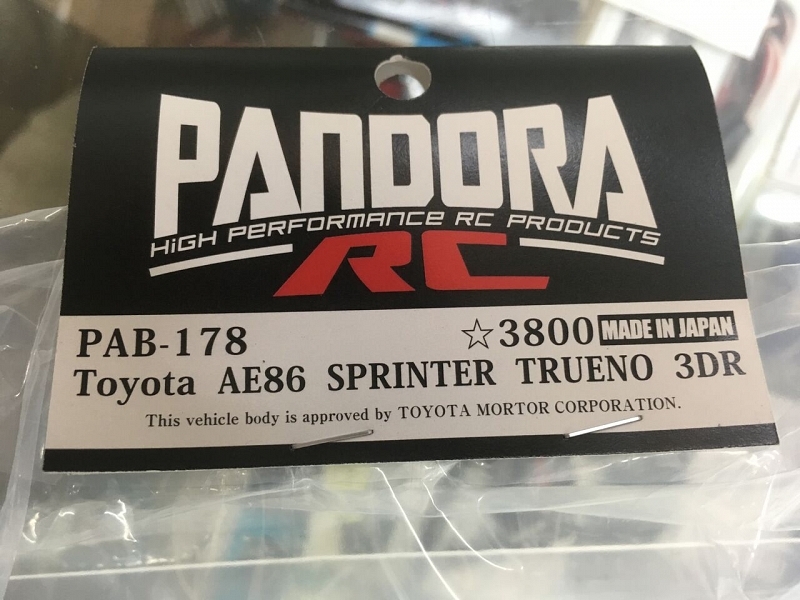 PANDORA
HiGH PERFORMANCE RC PRODUCTS
RC
PAB-178 ☆3800 MADE IN JAPAN
Toyota AE86 SPRINTER TRUENO 3DR
This vehicle body is approved by TOYOTA MORTOR CORPORATION.